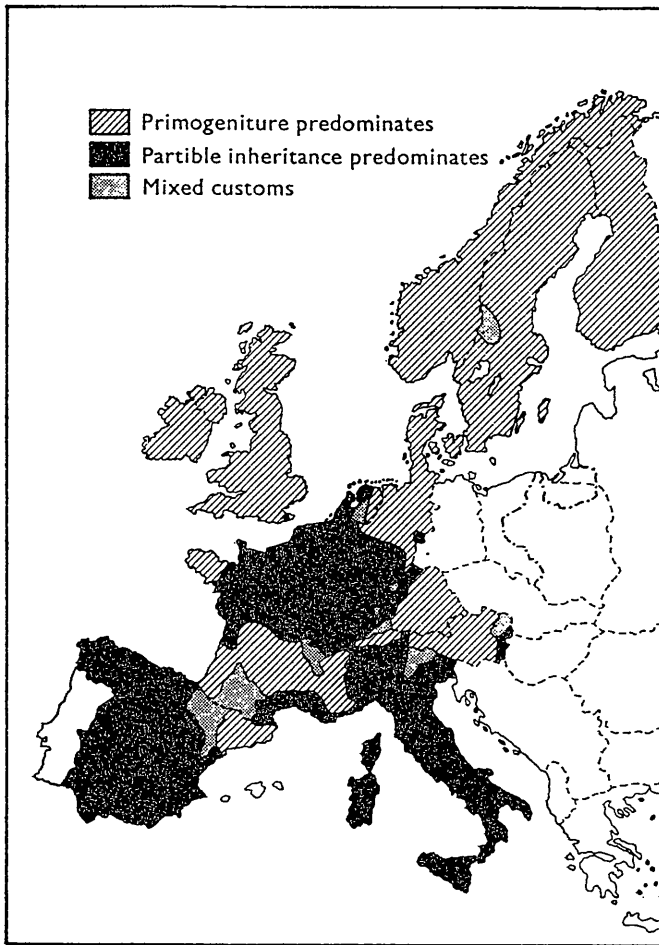 Primogeniture predominates
Partible inheritance predominates
Mixed customs